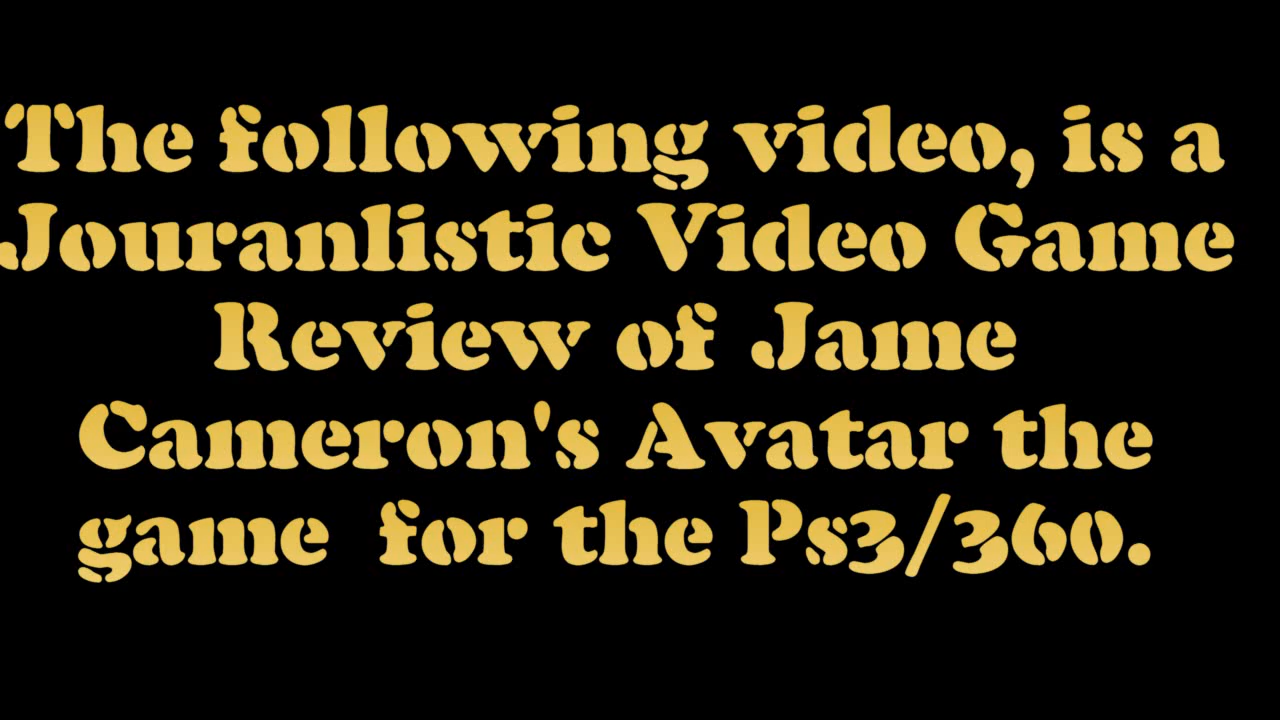 The following video, is a
Jouranlistic Video Game
Review of Jame
Cameron's Avatar the
game for the Ps3/360.